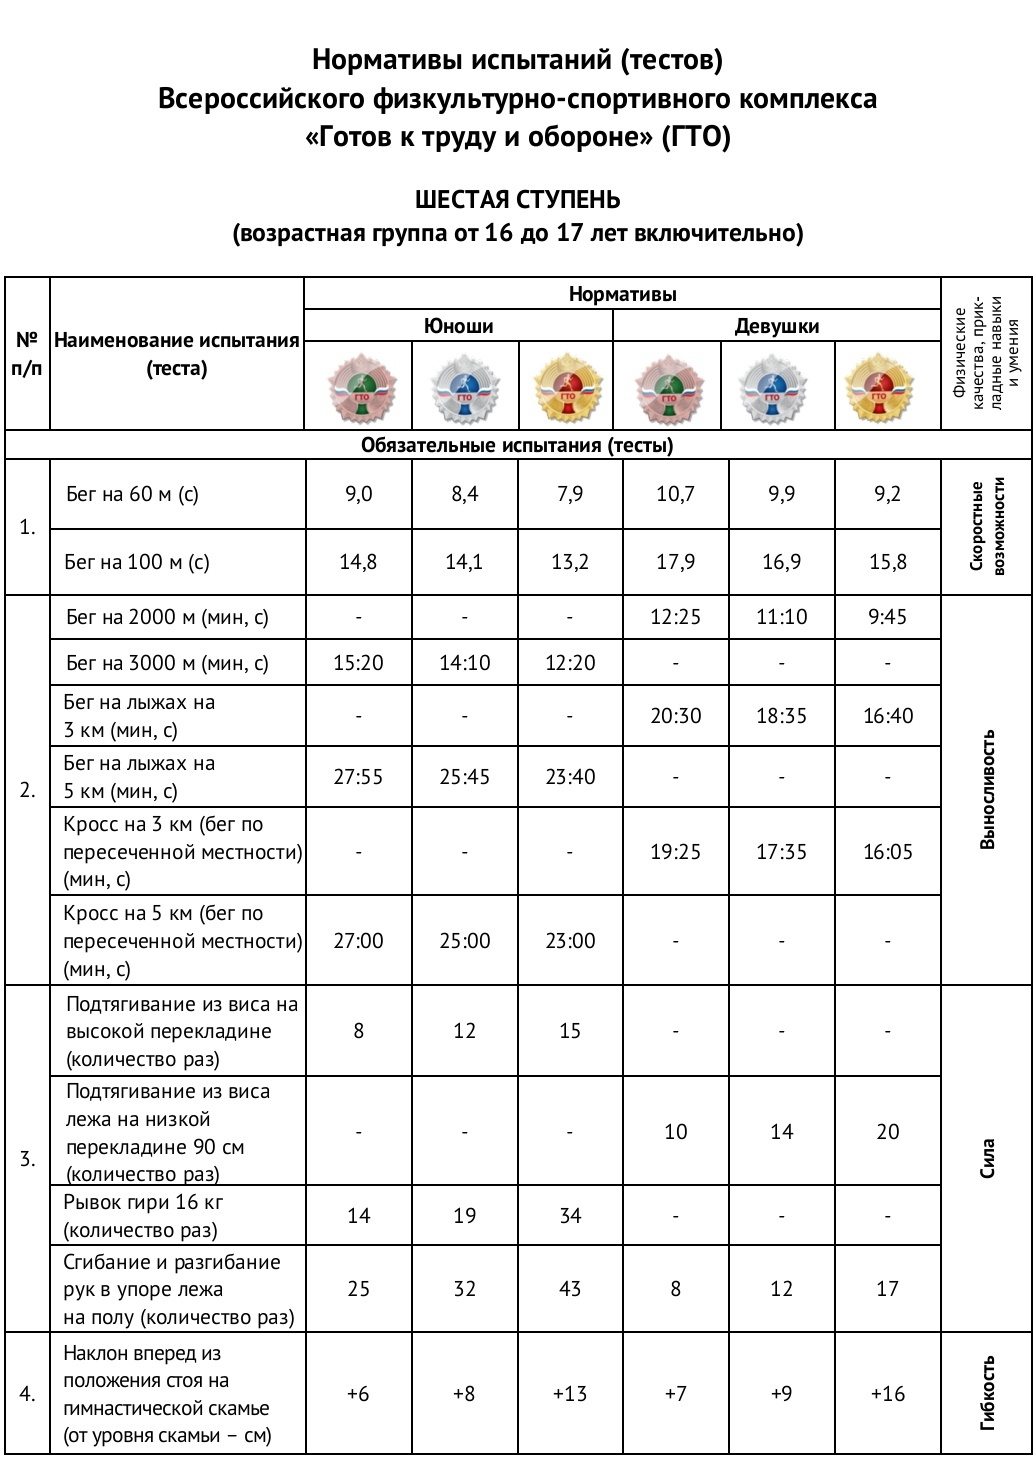 Нормативы испытаний (тестов)
Всероссийского физкультурно-спортивного комплекса
«Готов к труду и обороне» (ГТО)
ШЕСТАЯ СТУПЕНЬ
(возрастная группа от 16 до 17 лет включительно)
№
п/п
Наименование испытания
(теста)
Нормативы
Юноши
Девушки
ГТО ГТО ГТО ГТО ГТО ГТО
Физические
качества, прик-
ладные навыки
и умения
Обязательные испытания (тесты)
1.
Бег на 60 м (с) 9,0 8,4 7,9 10,7 9,9 9,2
Бег на 100 м (с) 14,8 14,1 13,2 17,9 16,9 15,8
Скоростные
возможности
2.
Бег на 2000 м (мин, с) - - - 12:25 11:10 9:45
Бег на 3000 м (мин, с) 15:20 14:10 12:20 - - -
Бег на лыжах на
3 км (мин, с)
- - - 20:30 18:35 16:40
Бег на лыжах на
5 км (мин, с)
27:55 25:45 23:40 - - -
Кросс на 3 км (бег по
пересеченной местности)
(мин, с)
- - - 19:25 17:35 16:05
Кросс на 5 км (бег по
пересеченной местности)
(мин, с)
27:00 25:00 23:00 - - -
Выносливость
3.
Подтягивание из виса на
высокой перекладине
(количество раз)
8 12 15 - - -
Подтягивание из виса
лежа на низкой
перекладине 90 см
(количество раз)
- - - 10 14 20
Рывок гири 16 кг
(количество раз)
14 19 34 - - -
Сгибание и разгибание
рук в упоре лежа
на полу (количество раз)
25 32 43 8 12 17
Сила
4.
Наклон вперед из
положения стоя на
гимнастической скамье
(от уровня скамьи – см)
+6 +8 +13 +7 +9 +16
Гибкость